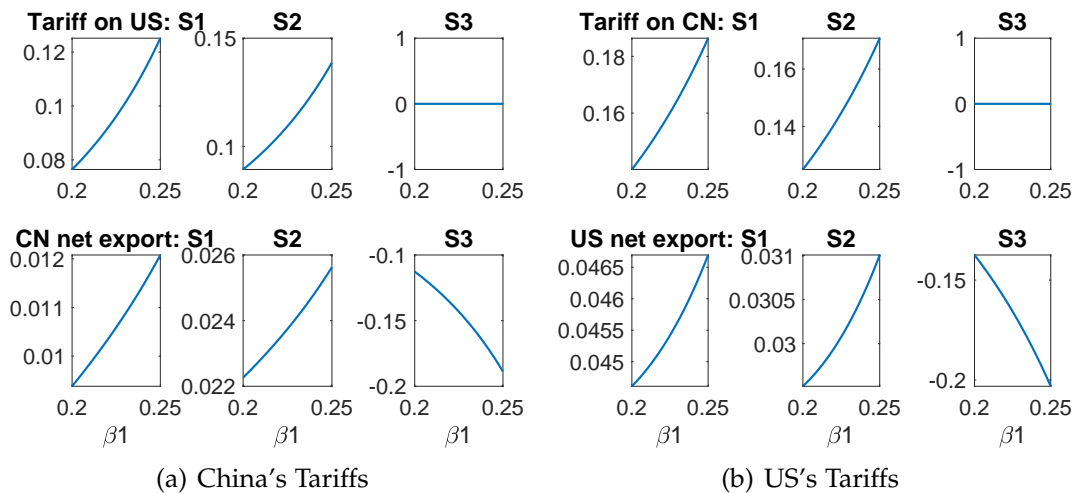 Tariff on US: S1 S2 S3 Tariff on CN: S1 S2 S3
0.12 0.15 1 0.18 0.16 1
0.1 0.1 0 0.16 0.14 0
0.08 -1 -1
0.2 0.25 0.2 0.25 0.2 0.25 0.2 0.25 0.2 0.25 0.2 0.25
CN net export: S1 S2 S3 US net export: S1 S2 S3
0.012 0.026 -0.1 0.0465 0.031 -0.15
0.011 0.024 -0.15 0.046 0.0305 -0.2
0.01 0.022 -0.2 0.0455 0.03
0.045
0.2 0.25 0.2 0.25 0.2 0.25 0.2 0.25 0.2 0.25 0.2 0.25
β1 β1 β1 β1 β1 β1
(a) China's Tariffs (b) US's Tariffs